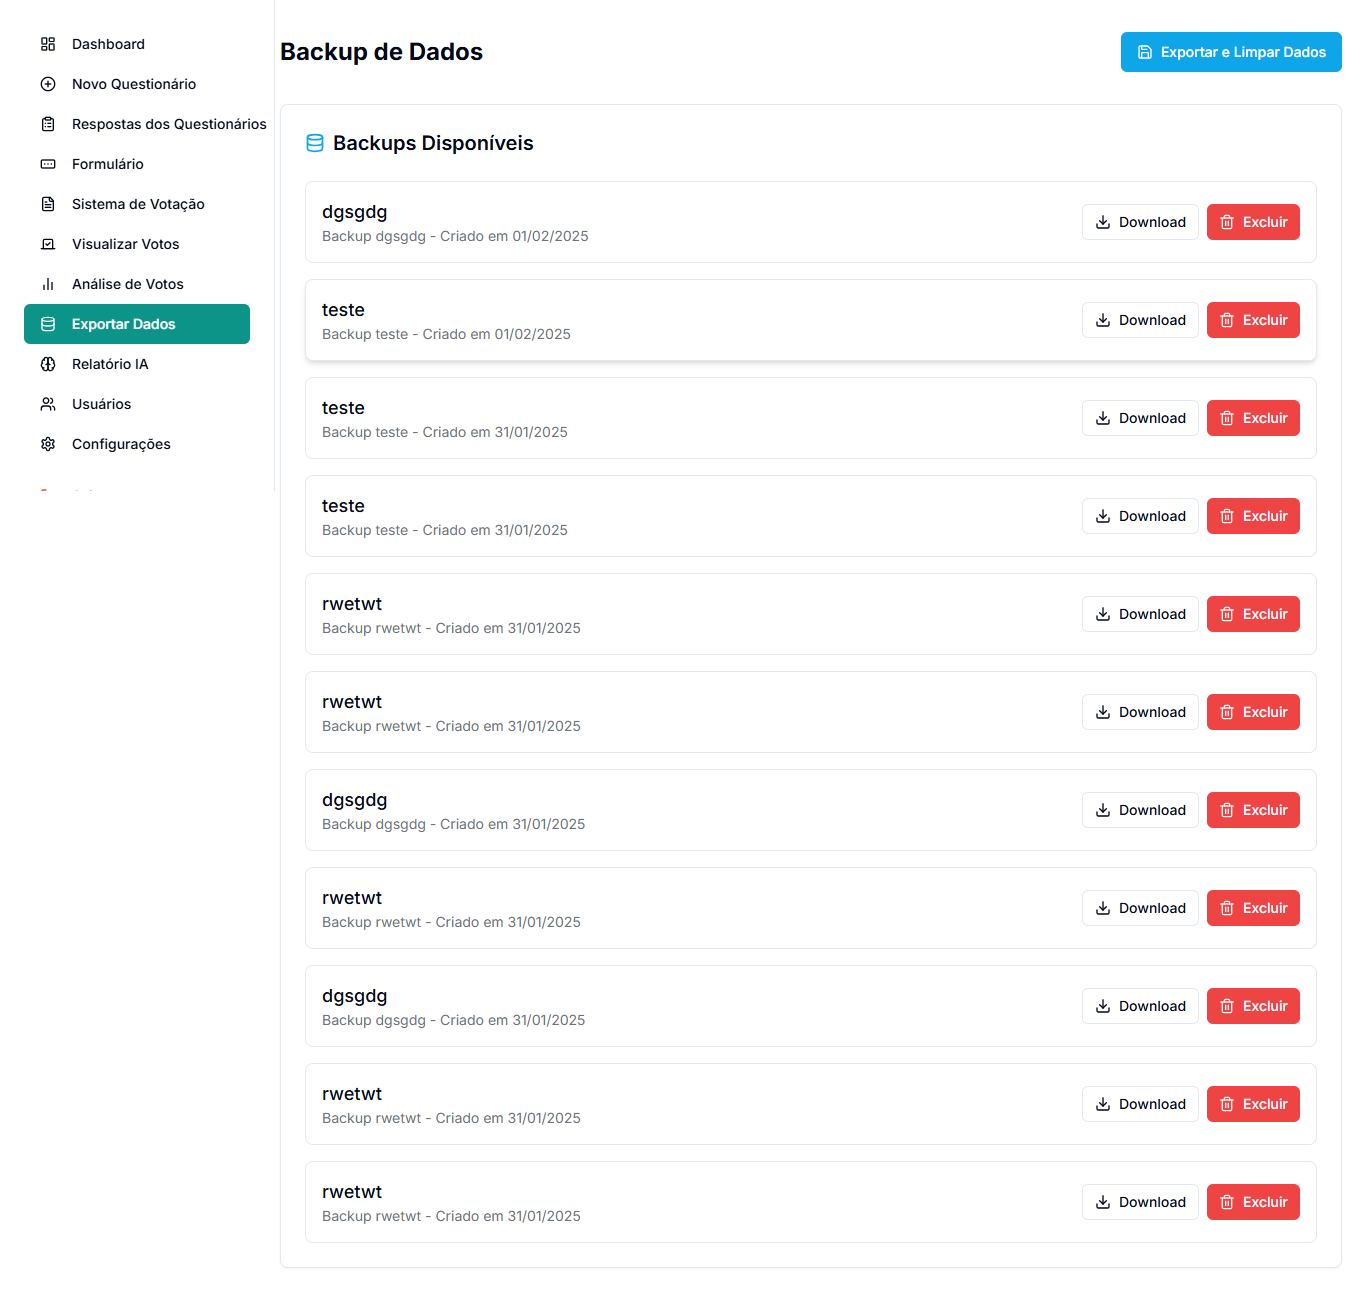 Dashboard
Novo Questionário
Respostas dos Questionários
Formulário
Sistema de Votação
Visualizar Votos
Análise de Votos
Exportar Dados
Relatório IA
Usuários
Configurações
Backup de Dados
Exportar e Limpar Dados
Backups Disponíveis
dgsgdg
Backup dgsgdg - Criado em 01/02/2025
Download Excluir
teste
Backup teste - Criado em 01/02/2025
Download Excluir
teste
Backup teste - Criado em 31/01/2025
Download Excluir
teste
Backup teste - Criado em 31/01/2025
Download Excluir
rwetwt
Backup rwetwt - Criado em 31/01/2025
Download Excluir
rwetwt
Backup rwetwt - Criado em 31/01/2025
Download Excluir
dgsgdg
Backup dgsgdg - Criado em 31/01/2025
Download Excluir
rwetwt
Backup rwetwt - Criado em 31/01/2025
Download Excluir
dgsgdg
Backup dgsgdg - Criado em 31/01/2025
Download Excluir
rwetwt
Backup rwetwt - Criado em 31/01/2025
Download Excluir
rwetwt
Backup rwetwt - Criado em 31/01/2025
Download Excluir